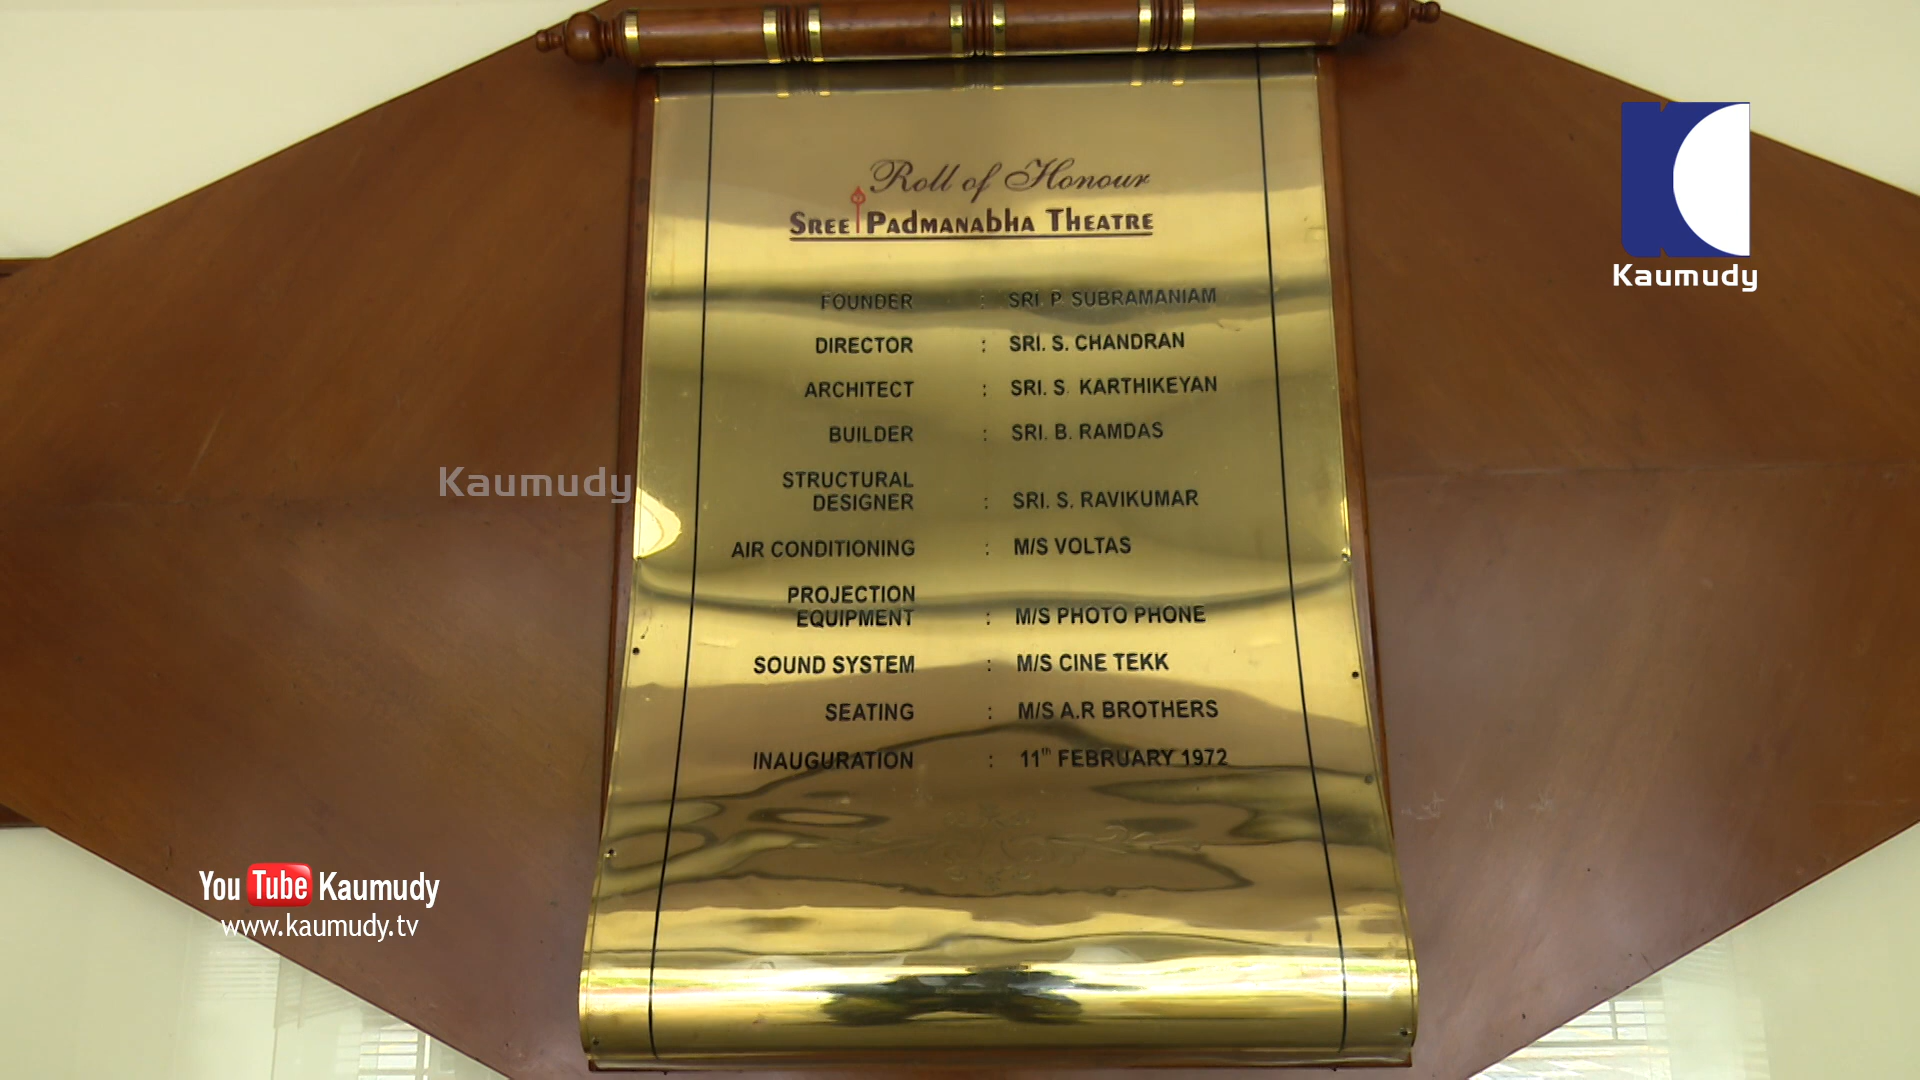 Roll of Honour
SREE PADMANABHA THEATRE
FOUNDER : SRI. P. SUBRAMANIAM
DIRECTOR : SRI. S. CHANDRAN
ARCHITECT : SRI. S. KARTHIKEYAN
BUILDER : SRI. B. RAMDAS
STRUCTURAL
DESIGNER : SRI. S. RAVIKUMAR
AIR CONDITIONING : M/S VOLTAS
PROJECTION
EQUIPMENT : M/S PHOTO PHONE
SOUND SYSTEM : M/S CINE TEKK
SEATING : M/S A.R BROTHERS
INAUGURATION : 11th FEBRUARY 1972
Kaumudy
Kaumudy
You Tube Kaumudy
www.kaumudy.tv